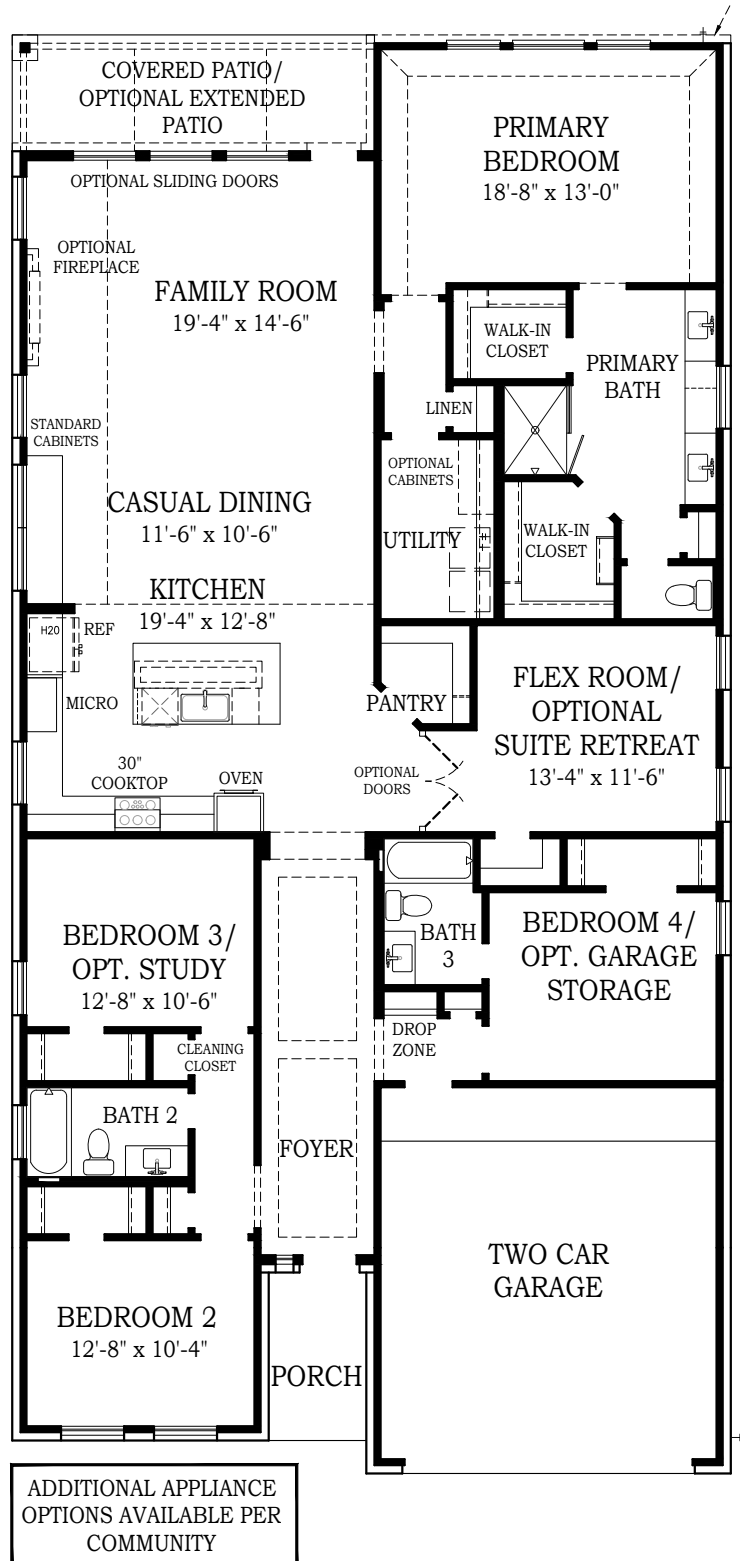 COVERED PATIO/
OPTIONAL EXTENDED
PATIO
PRIMARY
BEDROOM
18'-8" x 13'-0"
OPTIONAL SLIDING DOORS
OPTIONAL
FIREPLACE
FAMILY ROOM
19'-4" x 14'-6"
WALK-IN
CLOSET
PRIMARY
BATH
LINEN
STANDARD
CABINETS
OPTIONAL
CABINETS
CASUAL DINING
11'-6" x 10'-6"
UTILITY
WALK-IN
CLOSET
KITCHEN
19'-4" x 12'-8"
H20
REF
MICRO
PANTRY
FLEX ROOM/
OPTIONAL
SUITE RETREAT
13'-4" x 11'-6"
30"
COOKTOP
OVEN
OPTIONAL
DOORS
BEDROOM 3/
OPT. STUDY
12'-8" x 10'-6"
BATH
3
BEDROOM 4/
OPT. GARAGE
STORAGE
CLEANING
CLOSET
DROP
ZONE
BATH 2
FOYER
TWO CAR
GARAGE
BEDROOM 2
12'-8" x 10'-4"
PORCH
ADDITIONAL APPLIANCE
OPTIONS AVAILABLE PER
COMMUNITY